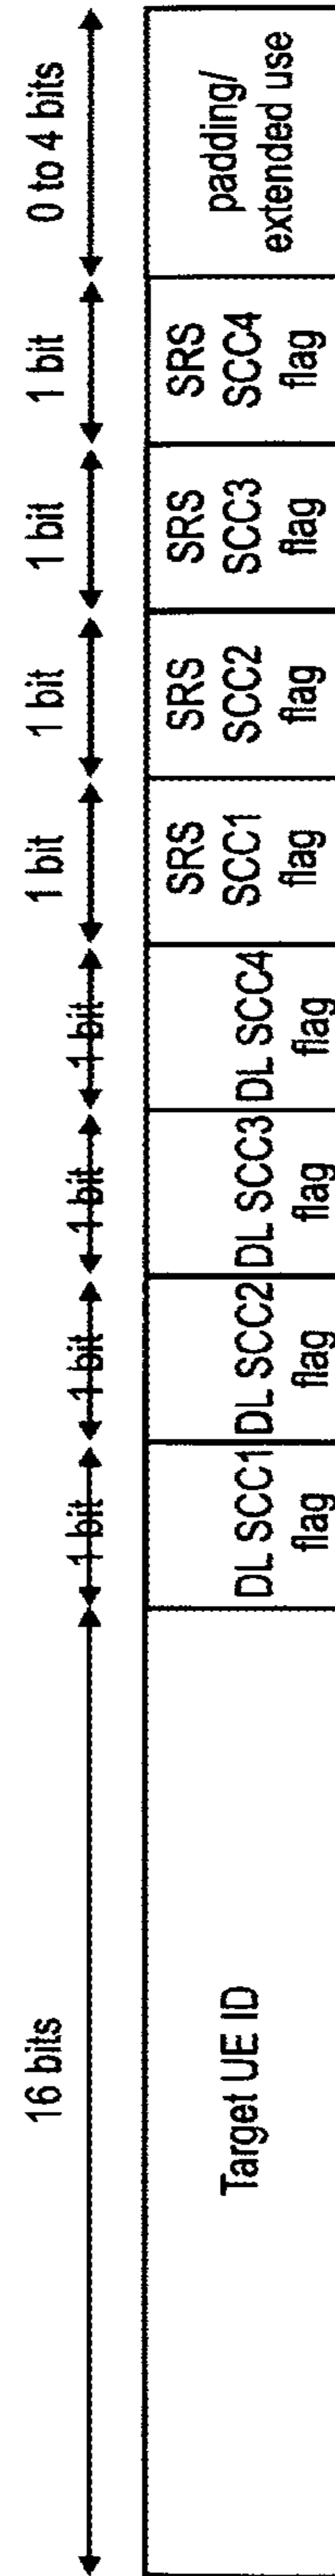 16 bits
1 bit
1 bit
1 bit
1 bit
1 bit
1 bit
1 bit
1 bit
0 to 4 bits
Target UE ID
DL SCC1
flag
DL SCC2
flag
DL SCC3
flag
DL SCC4
flag
SRS
SCC1
flag
SRS
SCC2
flag
SRS
SCC3
flag
SRS
SCC4
flag
padding/
extended use